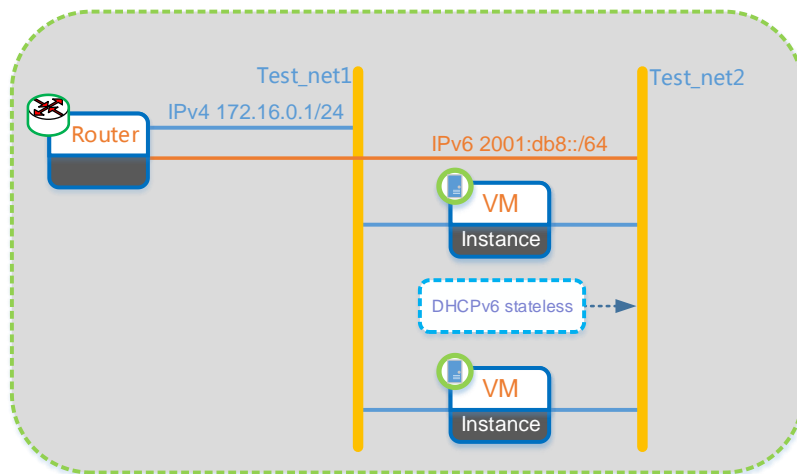 Test_net1
Test_net2
IPv4 172.16.0.1/24
Router
IPv6 2001:db8::/64
VM
Instance
DHCPv6 stateless
VM
Instance